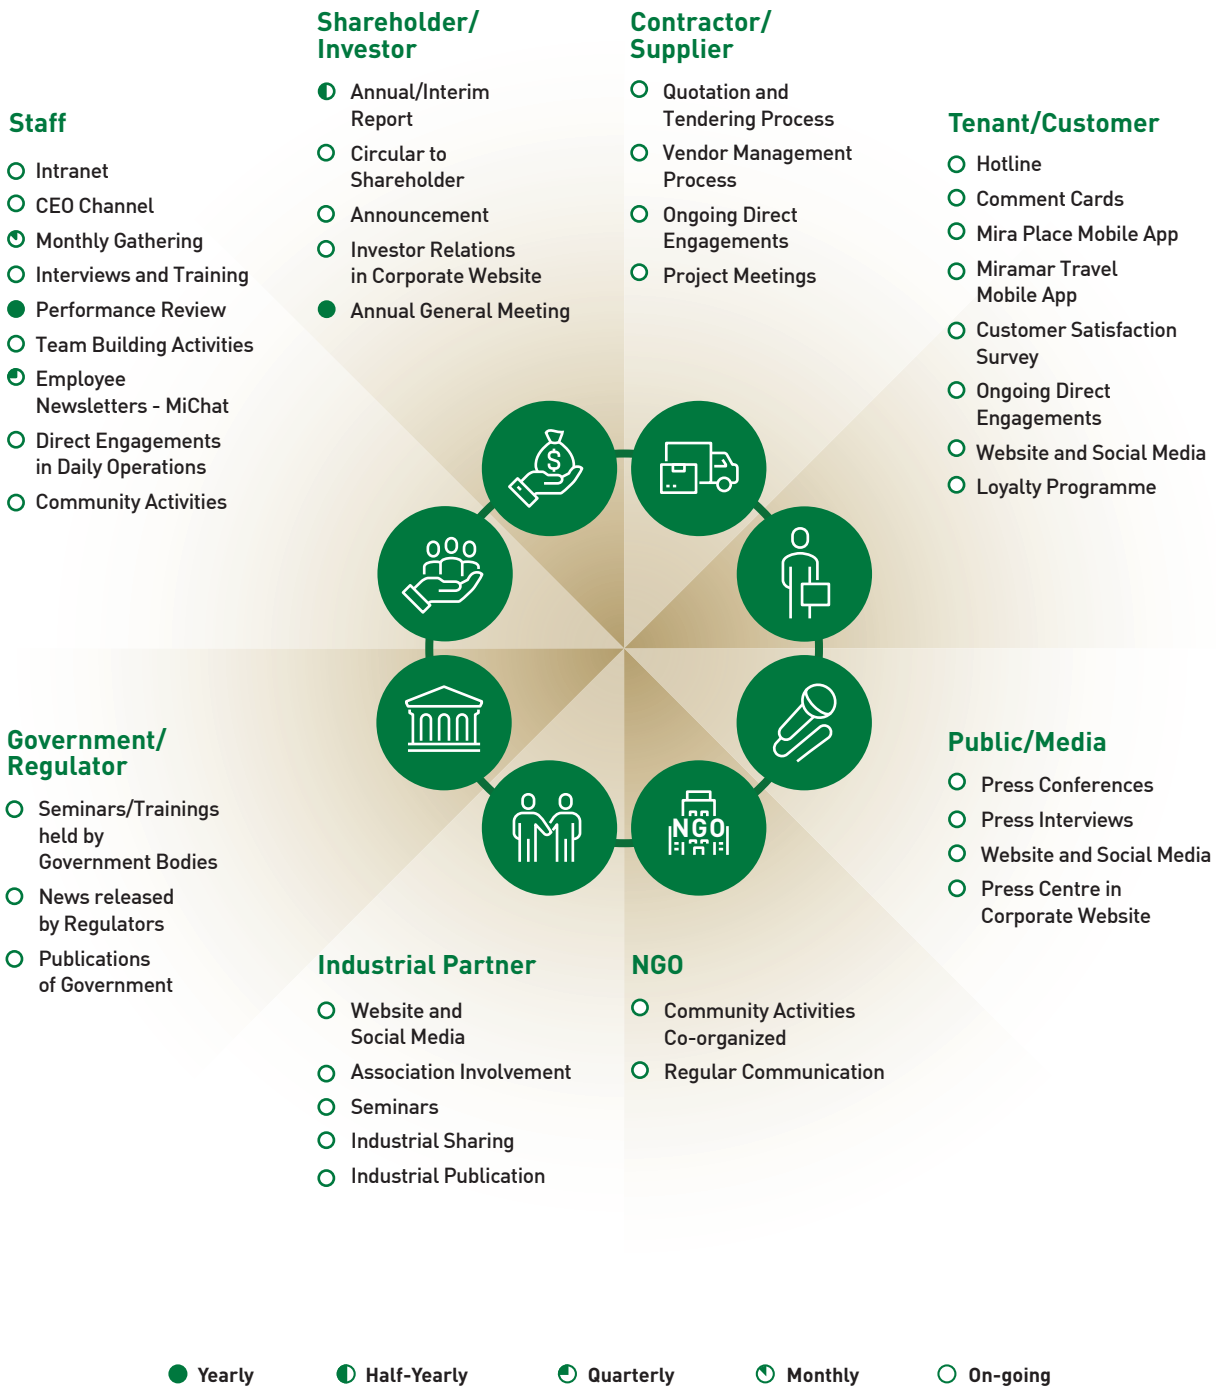 Shareholder/
Investor
Annual/Interim
Report
Circular to
Shareholder
Announcement
Investor Relations
in Corporate Website
Annual General Meeting
Contractor/
Supplier
Quotation and
Tendering Process
Vendor Management
Process
Ongoing Direct
Engagements
Project Meetings
Staff
Intranet
CEO Channel
Monthly Gathering
Interviews and Training
Performance Review
Team Building Activities
Employee
Newsletters - MiChat
Direct Engagements
in Daily Operations
Community Activities
Tenant/Customer
Hotline
Comment Cards
Mira Place Mobile App
Miramar Travel
Mobile App
Customer Satisfaction
Survey
Ongoing Direct
Engagements
Website and Social Media
Loyalty Programme
$
NGO
Government/
Regulator
Seminars/Trainings
held by
Government Bodies
News released
by Regulators
Publications
of Government
Public/Media
Press Conferences
Press Interviews
Website and Social Media
Press Centre in
Corporate Website
Industrial Partner
Website and
Social Media
Association Involvement
Seminars
Industrial Sharing
Industrial Publication
NGO
Community Activities
Co-organized
Regular Communication
Yearly
Half-Yearly
Quarterly
Monthly
On-going